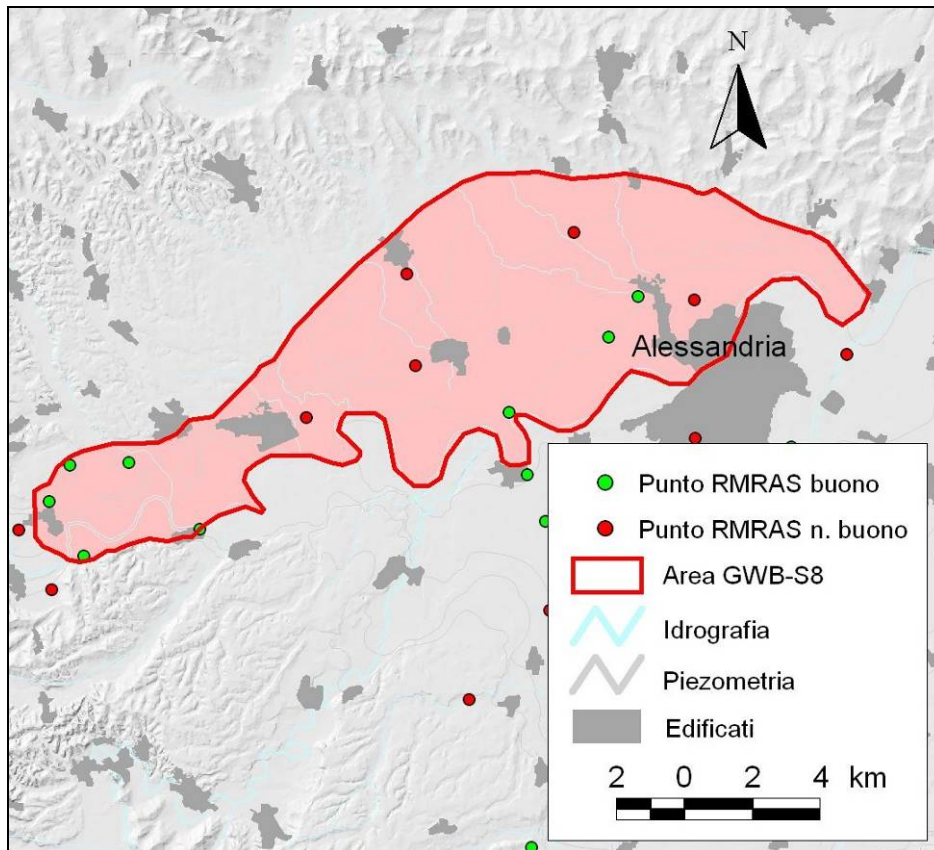 N
Alessandria
Punto RMRAS buono
Punto RMRAS n. buono
Area GWB-S8
Idrografia
Piezometria
Edificati
2 0 2 4 km